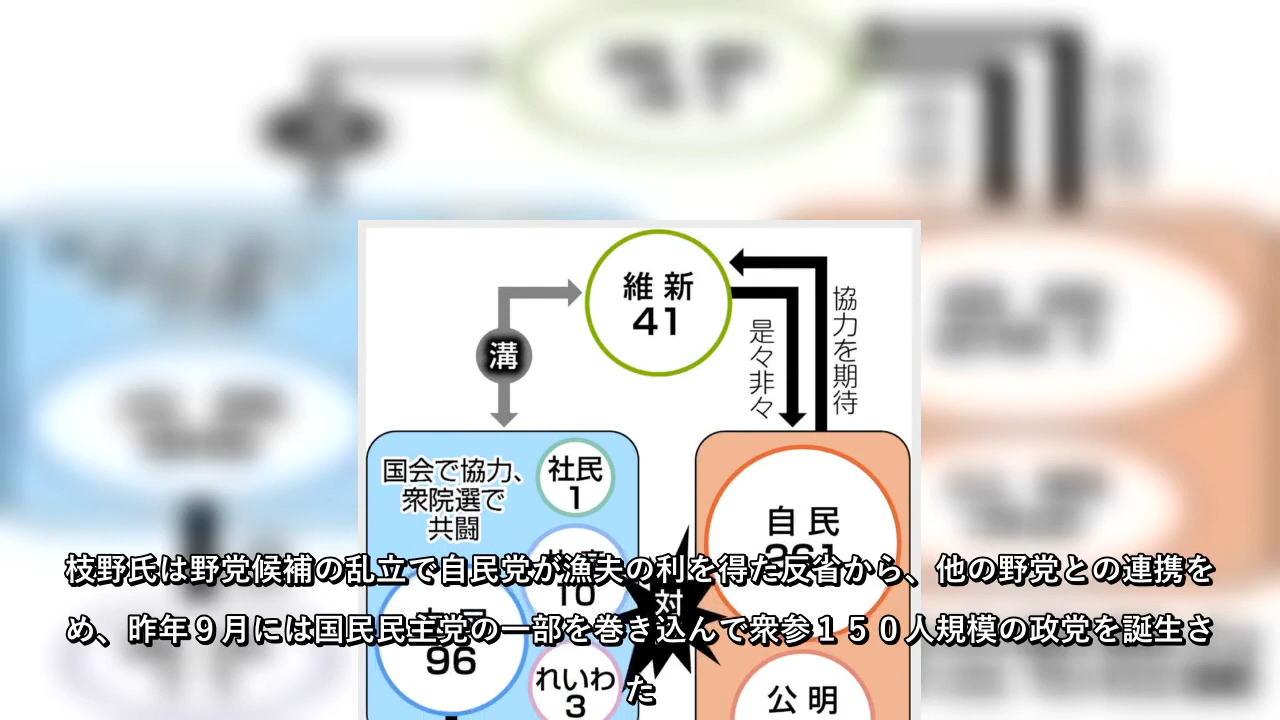 維新
41
溝
是々非々
協力を期待
国会で協力、
衆院選で
共闘
社民
1
自民
10
対
96
れいわ
3
公明
枝野氏は野党候補の乱立で自民党が漁夫の利を得た反省から、他の野党との連携を
め、昨年９月には国民民主党の一部を巻き込んで衆参１５０人規模の政党を誕生さ
た